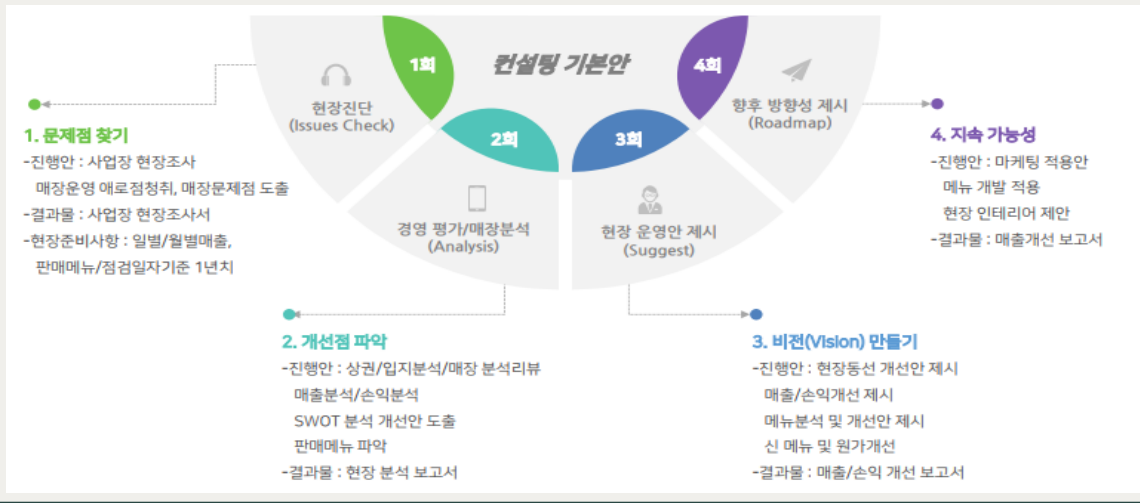 컨설팅 기본안
1회
현장진단
(Issues Check)
2회
경영 평가/매장분석
(Analysis)
3회
현장 운영안 제시
(Suggest)
4회
향후 방향성 제시
(Roadmap)
1. 문제점 찾기
-진행안 : 사업장 현장조사
매장운영 애로점청취, 매장문제점 도출
-결과물 : 사업장 현장조사서
-현장준비사항 : 일별/월별매출,
판매메뉴/점검일자기준 1년치
2. 개선점 파악
-진행안 : 상권/입지분석/매장 분석리뷰
매출분석/손익분석
SWOT 분석 개선안 도출
판매메뉴 파악
-결과물 : 현장 분석 보고서
3. 비전(Vision) 만들기
-진행안 : 현장동선 개선안 제시
매출/손익개선 제시
메뉴분석 및 개선안 제시
신 메뉴 및 원가개선
-결과물 : 매출/손익 개선 보고서
4. 지속 가능성
-진행안 : 마케팅 적용안
메뉴 개발 적용
현장 인테리어 제안
-결과물 : 매출개선 보고서